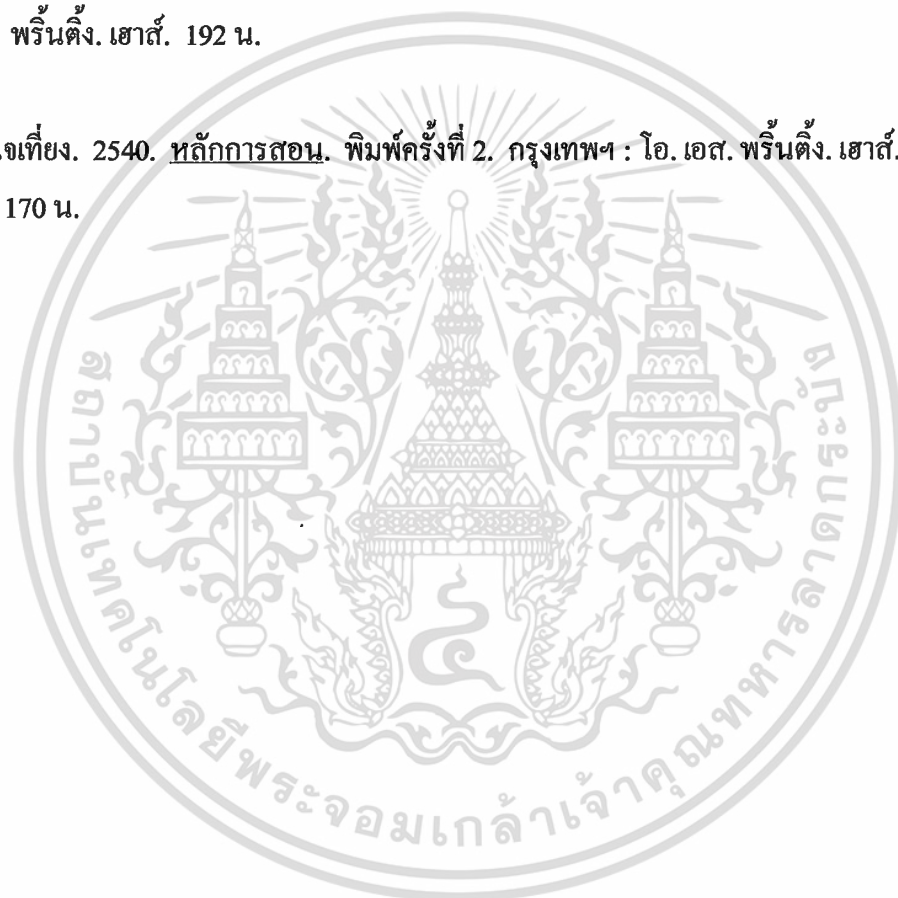 พริ้นติ้ง. เฮาส์. 192 น.
จเที่ยง. 2540. หลักการสอน. พิมพ์ครั้งที่ 2. กรุงเทพฯ : โอ. เอส. พริ้นติ้ง. เฮาส์.
170 น.
สถาบันเทคโนโลยีพระจอมเกล้าเจ้าคุณทหารลาดกระบัง
๔